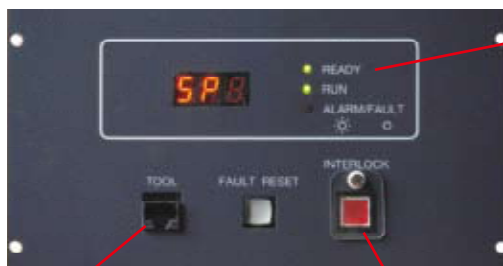 SP
READY
RUN
ALARM/FAULT
INTERLOCK
TOOL
FAULT RESET